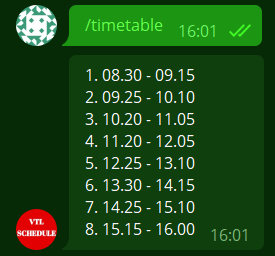 /timetable
16:01
1. 08.30 - 09.15
2. 09.25 - 10.10
3. 10.20 - 11.05
4. 11.20 - 12.05
5. 12.25 - 13.10
6. 13.30 - 14.15
7. 14.25 - 15.10
8. 15.15 - 16.00
16:01
VTL
SCHEDULE